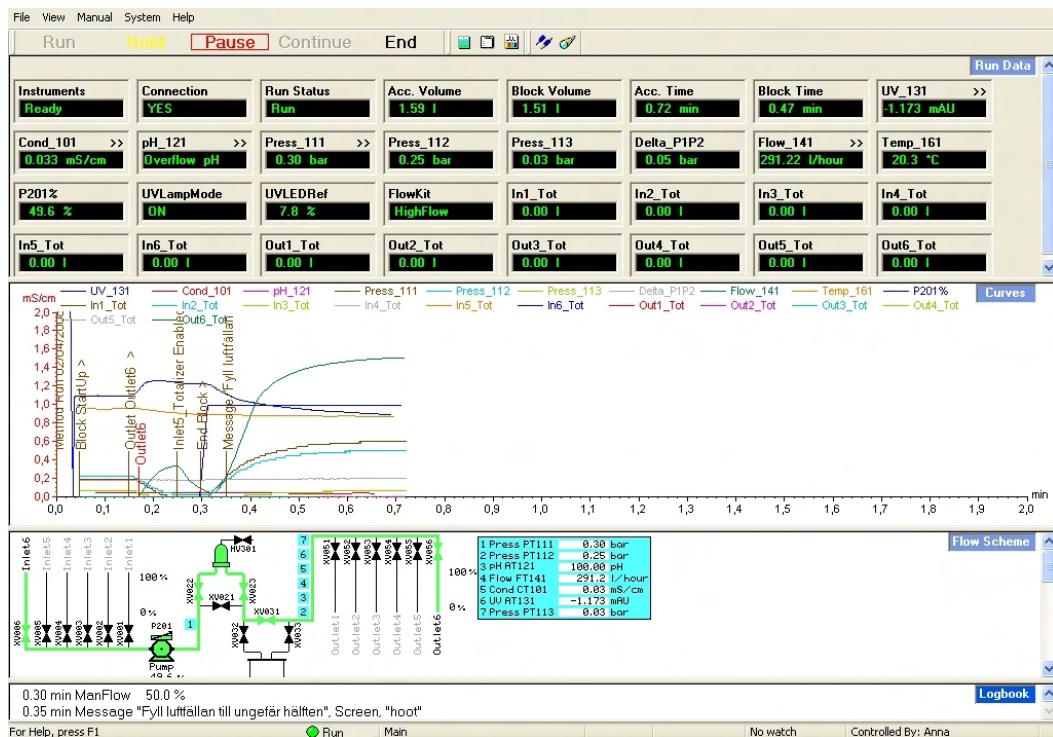 File View Manual System Help
Run Hold Pause Continue End
Run Data
Instruments Connection Run Status Acc. Volume Block Volume Acc. Time Block Time UV_131 >>
Ready YES Run 1.59 l 1.51 l 0.72 min 0.47 min -1.173 mAU
Cond_101 >> pH_121 >> Press_111 >> Press_112 Press_113 Delta_P1P2 Flow_141 >> Temp_161
0.033 mS/cm Overflow pH 0.30 bar 0.25 bar 0.03 bar 0.05 bar 291.22 l/hour 20.3 °C
P201% UVLampMode UVLEDRef FlowKit In1_Tot In2_Tot In3_Tot In4_Tot
49.6 % ON 7.8 % HighFlow 0.00 l 0.00 l 0.00 l 0.00 l
In5_Tot In6_Tot Out1_Tot Out2_Tot Out3_Tot Out4_Tot Out5_Tot Out6_Tot
0.00 l 0.00 l 0.00 l 0.00 l 0.00 l 0.00 l 0.00 l 0.00 l
Curves
UV_131 Cond_101 pH_121 Press_111 Press_112 Press_113 Delta_P1P2 Flow_141 Temp_161 P201%
mS/cm In1_Tot In2_Tot In3_Tot In4_Tot In5_Tot In6_Tot Out1_Tot Out2_Tot Out3_Tot Out4_Tot
Out5_Tot Out6_Tot
2,0
1,8
1,6
1,4
1,2
1,0
0,8
0,6
0,4
0,2
0,0
Block StartUp >
Outlet Outlet6 >
Outlet6
Inlet5_Totalizer Enabled
End Block >
Message "Fyll luftfällan
0,0 0,1 0,2 0,3 0,4 0,5 0,6 0,7 0,8 0,9 1,0 1,1 1,2 1,3 1,4 1,5 1,6 1,7 1,8 1,9 2,0 min
Flow Scheme
Inlet6 Inlet5 Inlet4 Inlet3 Inlet2 Inlet1
XV006 XV005 XV004 XV003 XV002 XV001
100 %
0 %
P201
Pump
49.6 %
1
HV301
XV022 XV021 XV023
XV031
XV032 XV033
7
6
5
4
3
2
XV051 XV052 XV053 XV054 XV055 XV056
Outlet1 Outlet2 Outlet3 Outlet4 Outlet5 Outlet6
100 %
0 %
1 Press PT111 0.30 bar
2 Press PT112 0.25 bar
3 pH AT121 100.00 pH
4 Flow FT141 291.2 l/hour
5 Cond CT101 0.03 mS/cm
6 UV AT131 -1.173 mAU
7 Press PT113 0.03 bar
Logbook
0.30 min ManFlow 50.0 %
0.35 min Message "Fyll luftfällan till ungefär hälften", Screen, "hoot"
For Help, press F1 Run Main No watch Controlled By: Anna